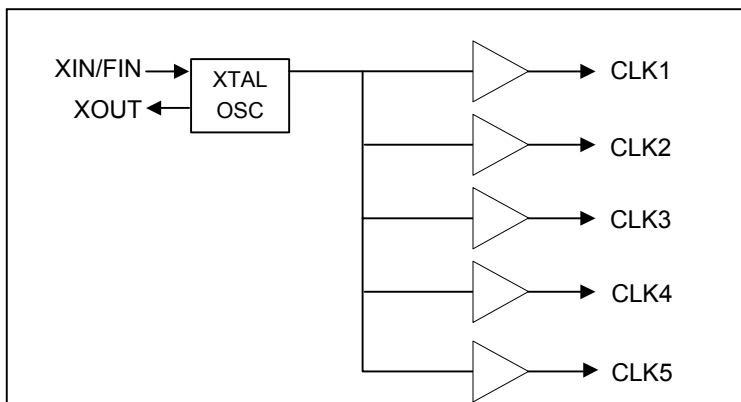 XIN/FIN
XOUT
XTAL
OSC
CLK1
CLK2
CLK3
CLK4
CLK5